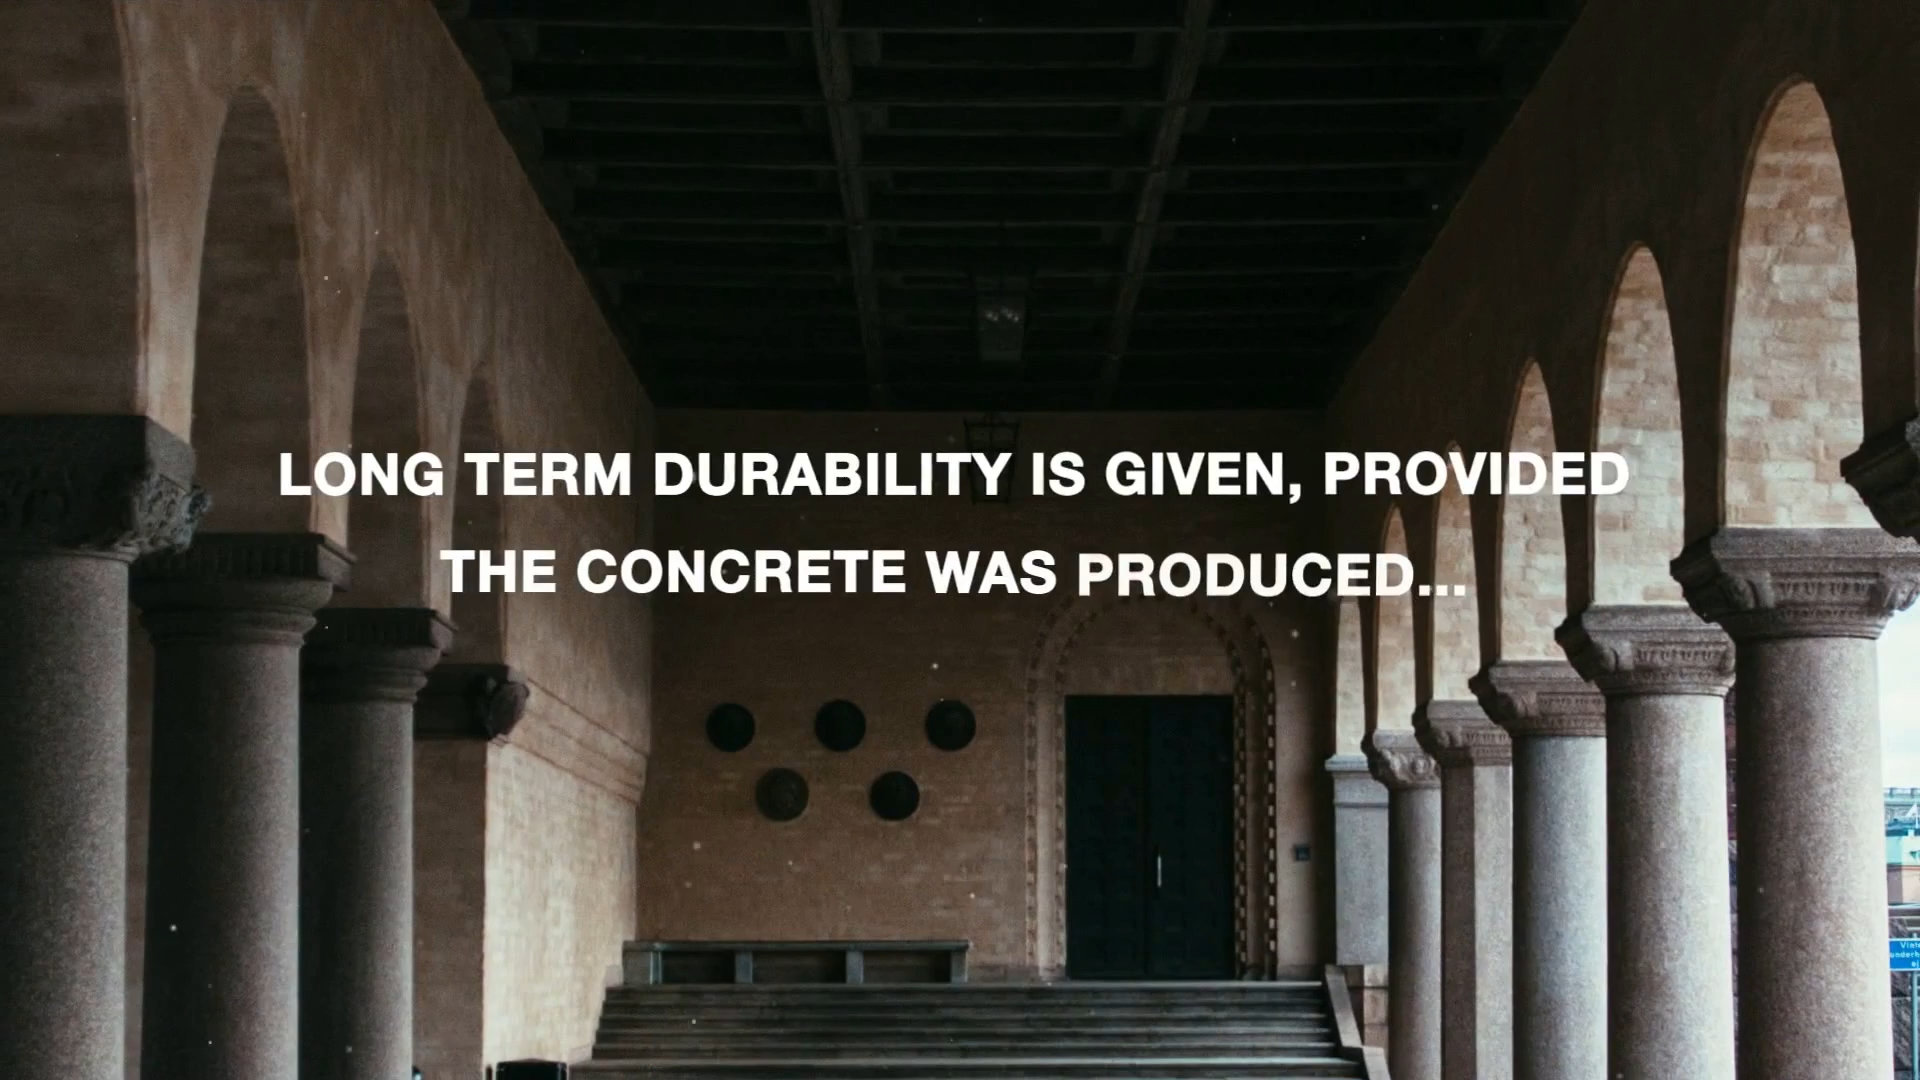 LONG TERM DURABILITY IS GIVEN, PROVIDED
THE CONCRETE WAS PRODUCED...